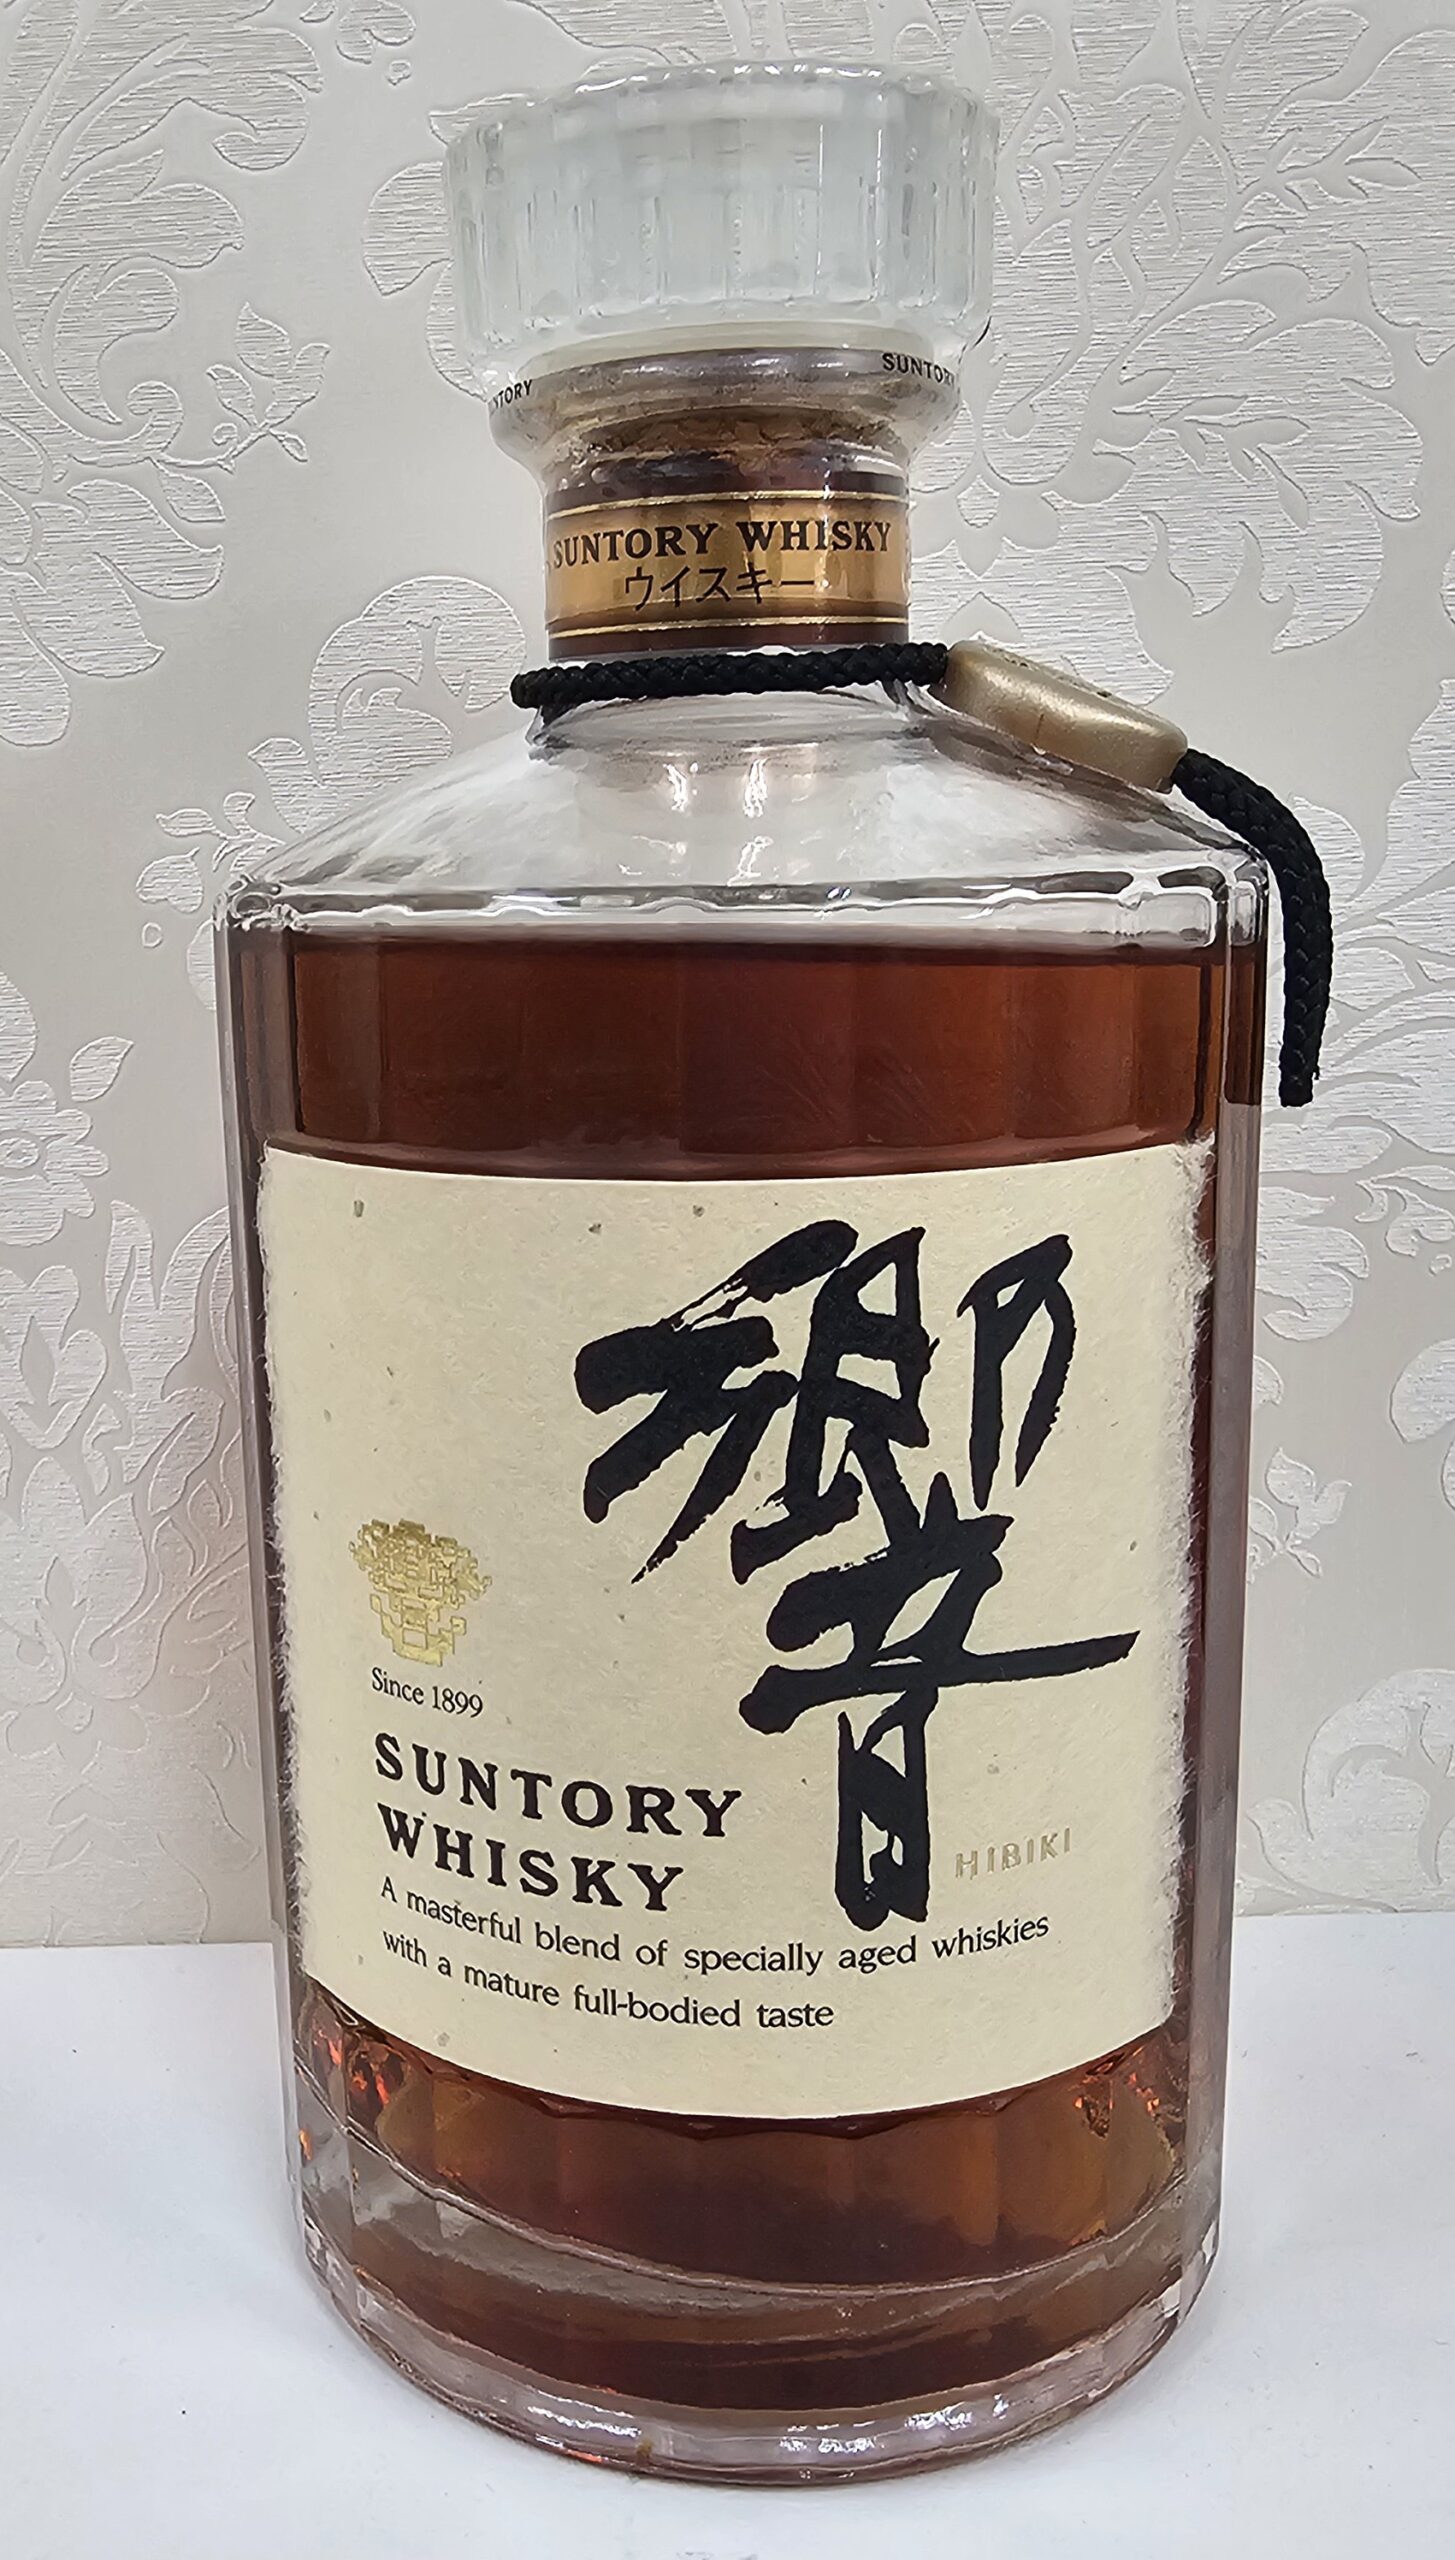 SUNTORY
SUNTORY WHISKY
ウイスキー
響
Since 1899
SUNTORY
WHISKY
HIBIKI
A masterful blend of specially aged whiskies
with a mature full-bodied taste